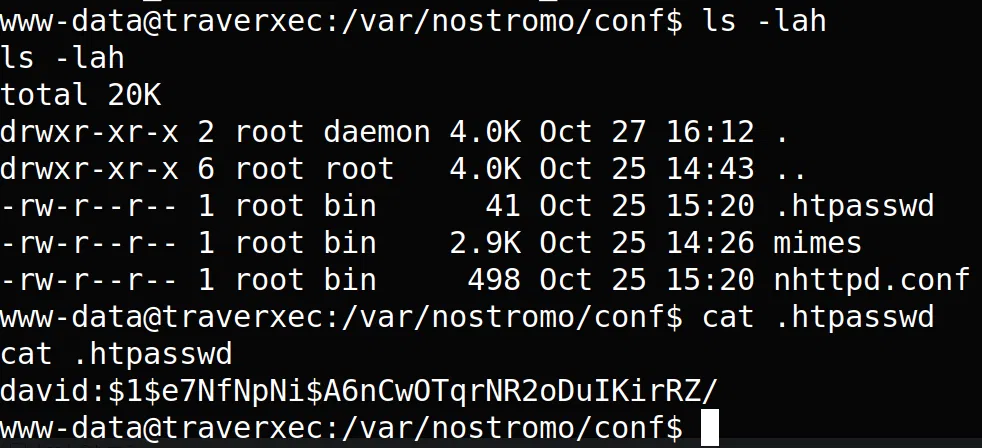 www-data@traverxec:/var/nostromo/conf$ ls -lah
ls -lah
total 20K
drwxr-xr-x 2 root daemon 4.0K Oct 27 16:12 .
drwxr-xr-x 6 root root   4.0K Oct 25 14:43 ..
-rw-r--r-- 1 root bin      41 Oct 25 15:20 .htpasswd
-rw-r--r-- 1 root bin    2.9K Oct 25 14:26 mimes
-rw-r--r-- 1 root bin     498 Oct 25 15:20 nhttpd.conf
www-data@traverxec:/var/nostromo/conf$ cat .htpasswd
cat .htpasswd
david:$1$e7NfNpNi$A6nCwOTqrNR2oDuIKirRZ/
www-data@traverxec:/var/nostromo/conf$